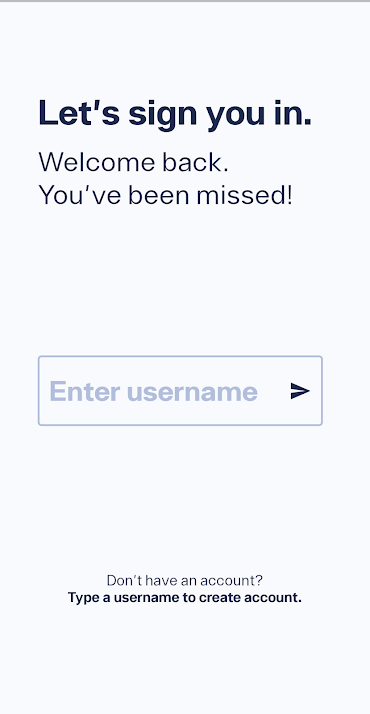 Let's sign you in.
Welcome back.
You've been missed!
Enter username
Don't have an account?
Type a username to create account.